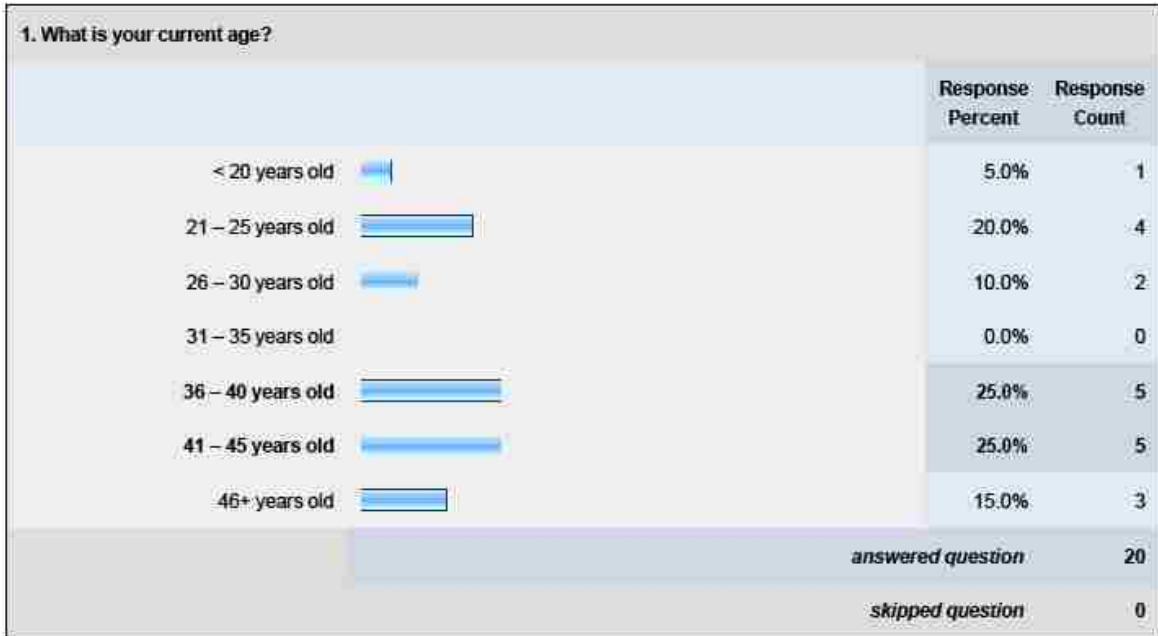 1. What is your current age?
Response Percent Response Count
< 20 years old 5.0% 1
21 – 25 years old 20.0% 4
26 – 30 years old 10.0% 2
31 – 35 years old 0.0% 0
36 – 40 years old 25.0% 5
41 – 45 years old 25.0% 5
46+ years old 15.0% 3
answered question 20
skipped question 0